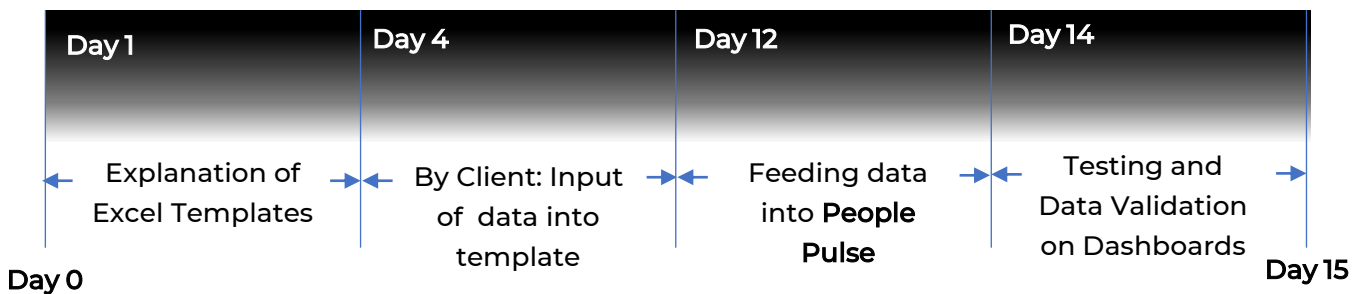 Day 1
Day 4
Day 12
Day 14
Explanation of
Excel Templates
By Client: Input
of data into
template
Feeding data
into People
Pulse
Testing and
Data Validation
on Dashboards
Day 0
Day 15